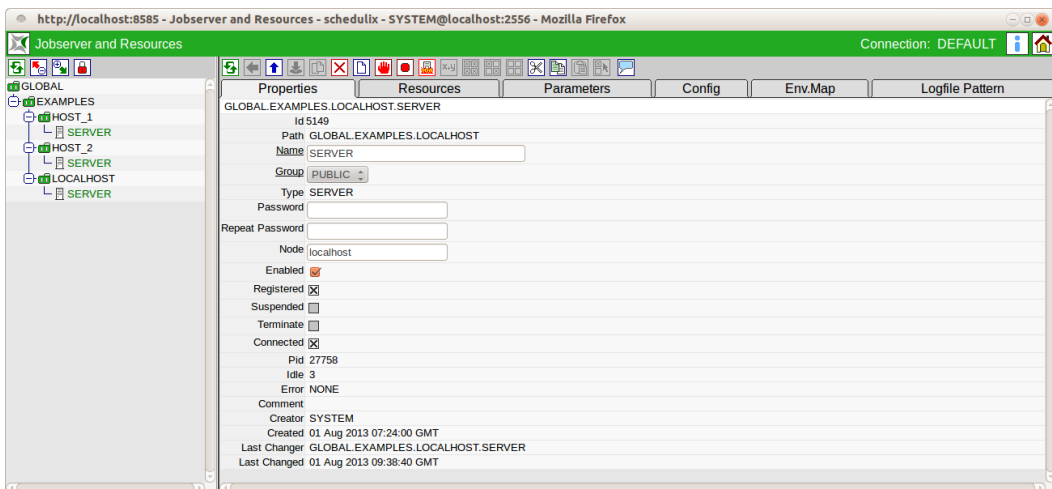 http://localhost:8585 - Jobserver and Resources - schedulix - SYSTEM@localhost:2556 - Mozilla Firefox
Jobserver and Resources
Connection: DEFAULT
GLOBAL
EXAMPLES
HOST_1
SERVER
HOST_2
SERVER
LOCALHOST
SERVER
Properties
Resources
Parameters
Config
Env.Map
Logfile Pattern
GLOBAL.EXAMPLES.LOCALHOST.SERVER
Id 5149
Path GLOBAL.EXAMPLES.LOCALHOST
Name SERVER
Group PUBLIC
Type SERVER
Password
Repeat Password
Node localhost
Enabled
Registered
Suspended
Terminate
Connected
Pid 27758
Idle 3
Error NONE
Comment
Creator SYSTEM
Created 01 Aug 2013 07:24:00 GMT
Last Changer GLOBAL.EXAMPLES.LOCALHOST.SERVER
Last Changed 01 Aug 2013 09:38:40 GMT